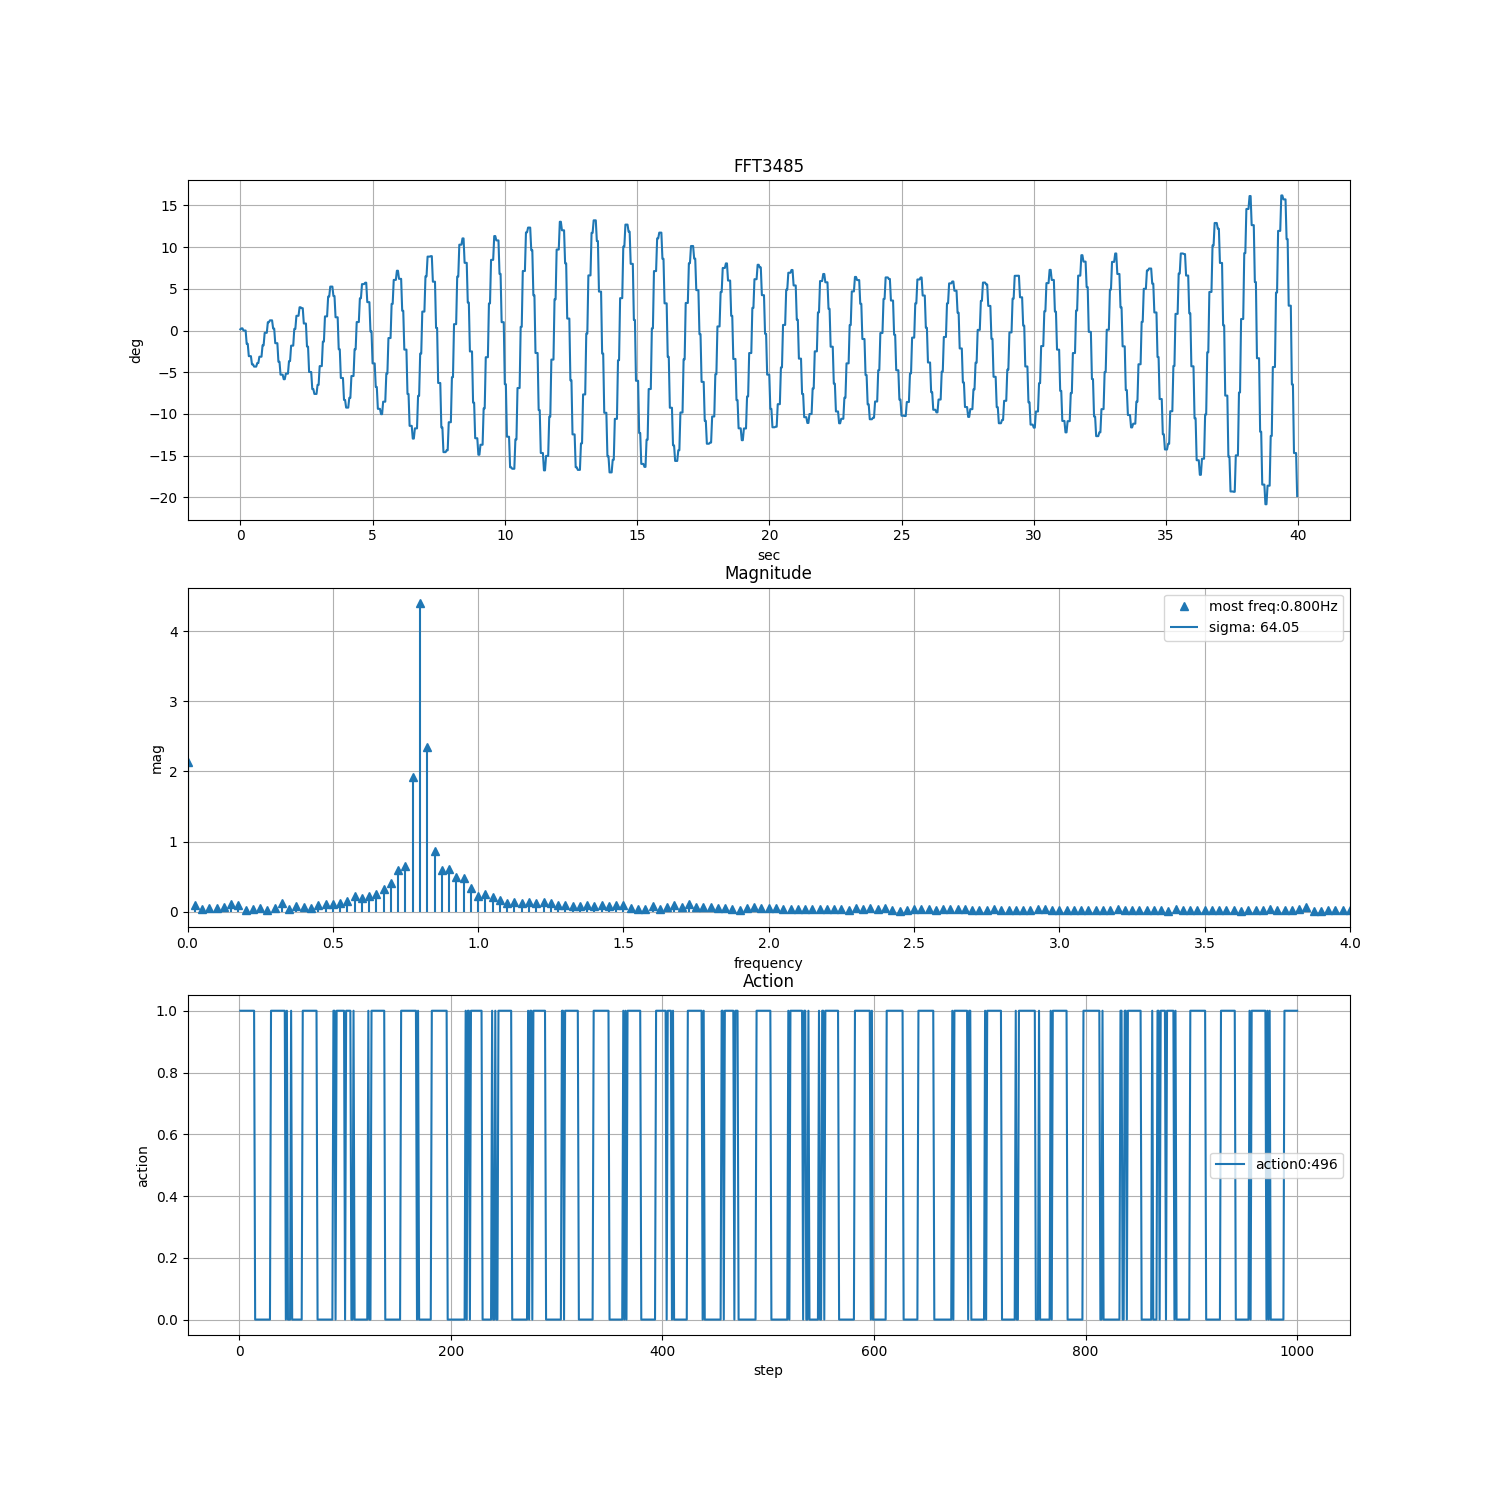 FFT3485
15
10
5
0
−5
−10
−15
−20
deg
0 5 10 15 20 25 30 35 40
sec
Magnitude
most freq:0.800Hz
sigma: 64.05
4
3
2
1
0
mag
0.0 0.5 1.0 1.5 2.0 2.5 3.0 3.5 4.0
frequency
Action
1.0
0.8
0.6
0.4
0.2
0.0
action
action0:496
0 200 400 600 800 1000
step